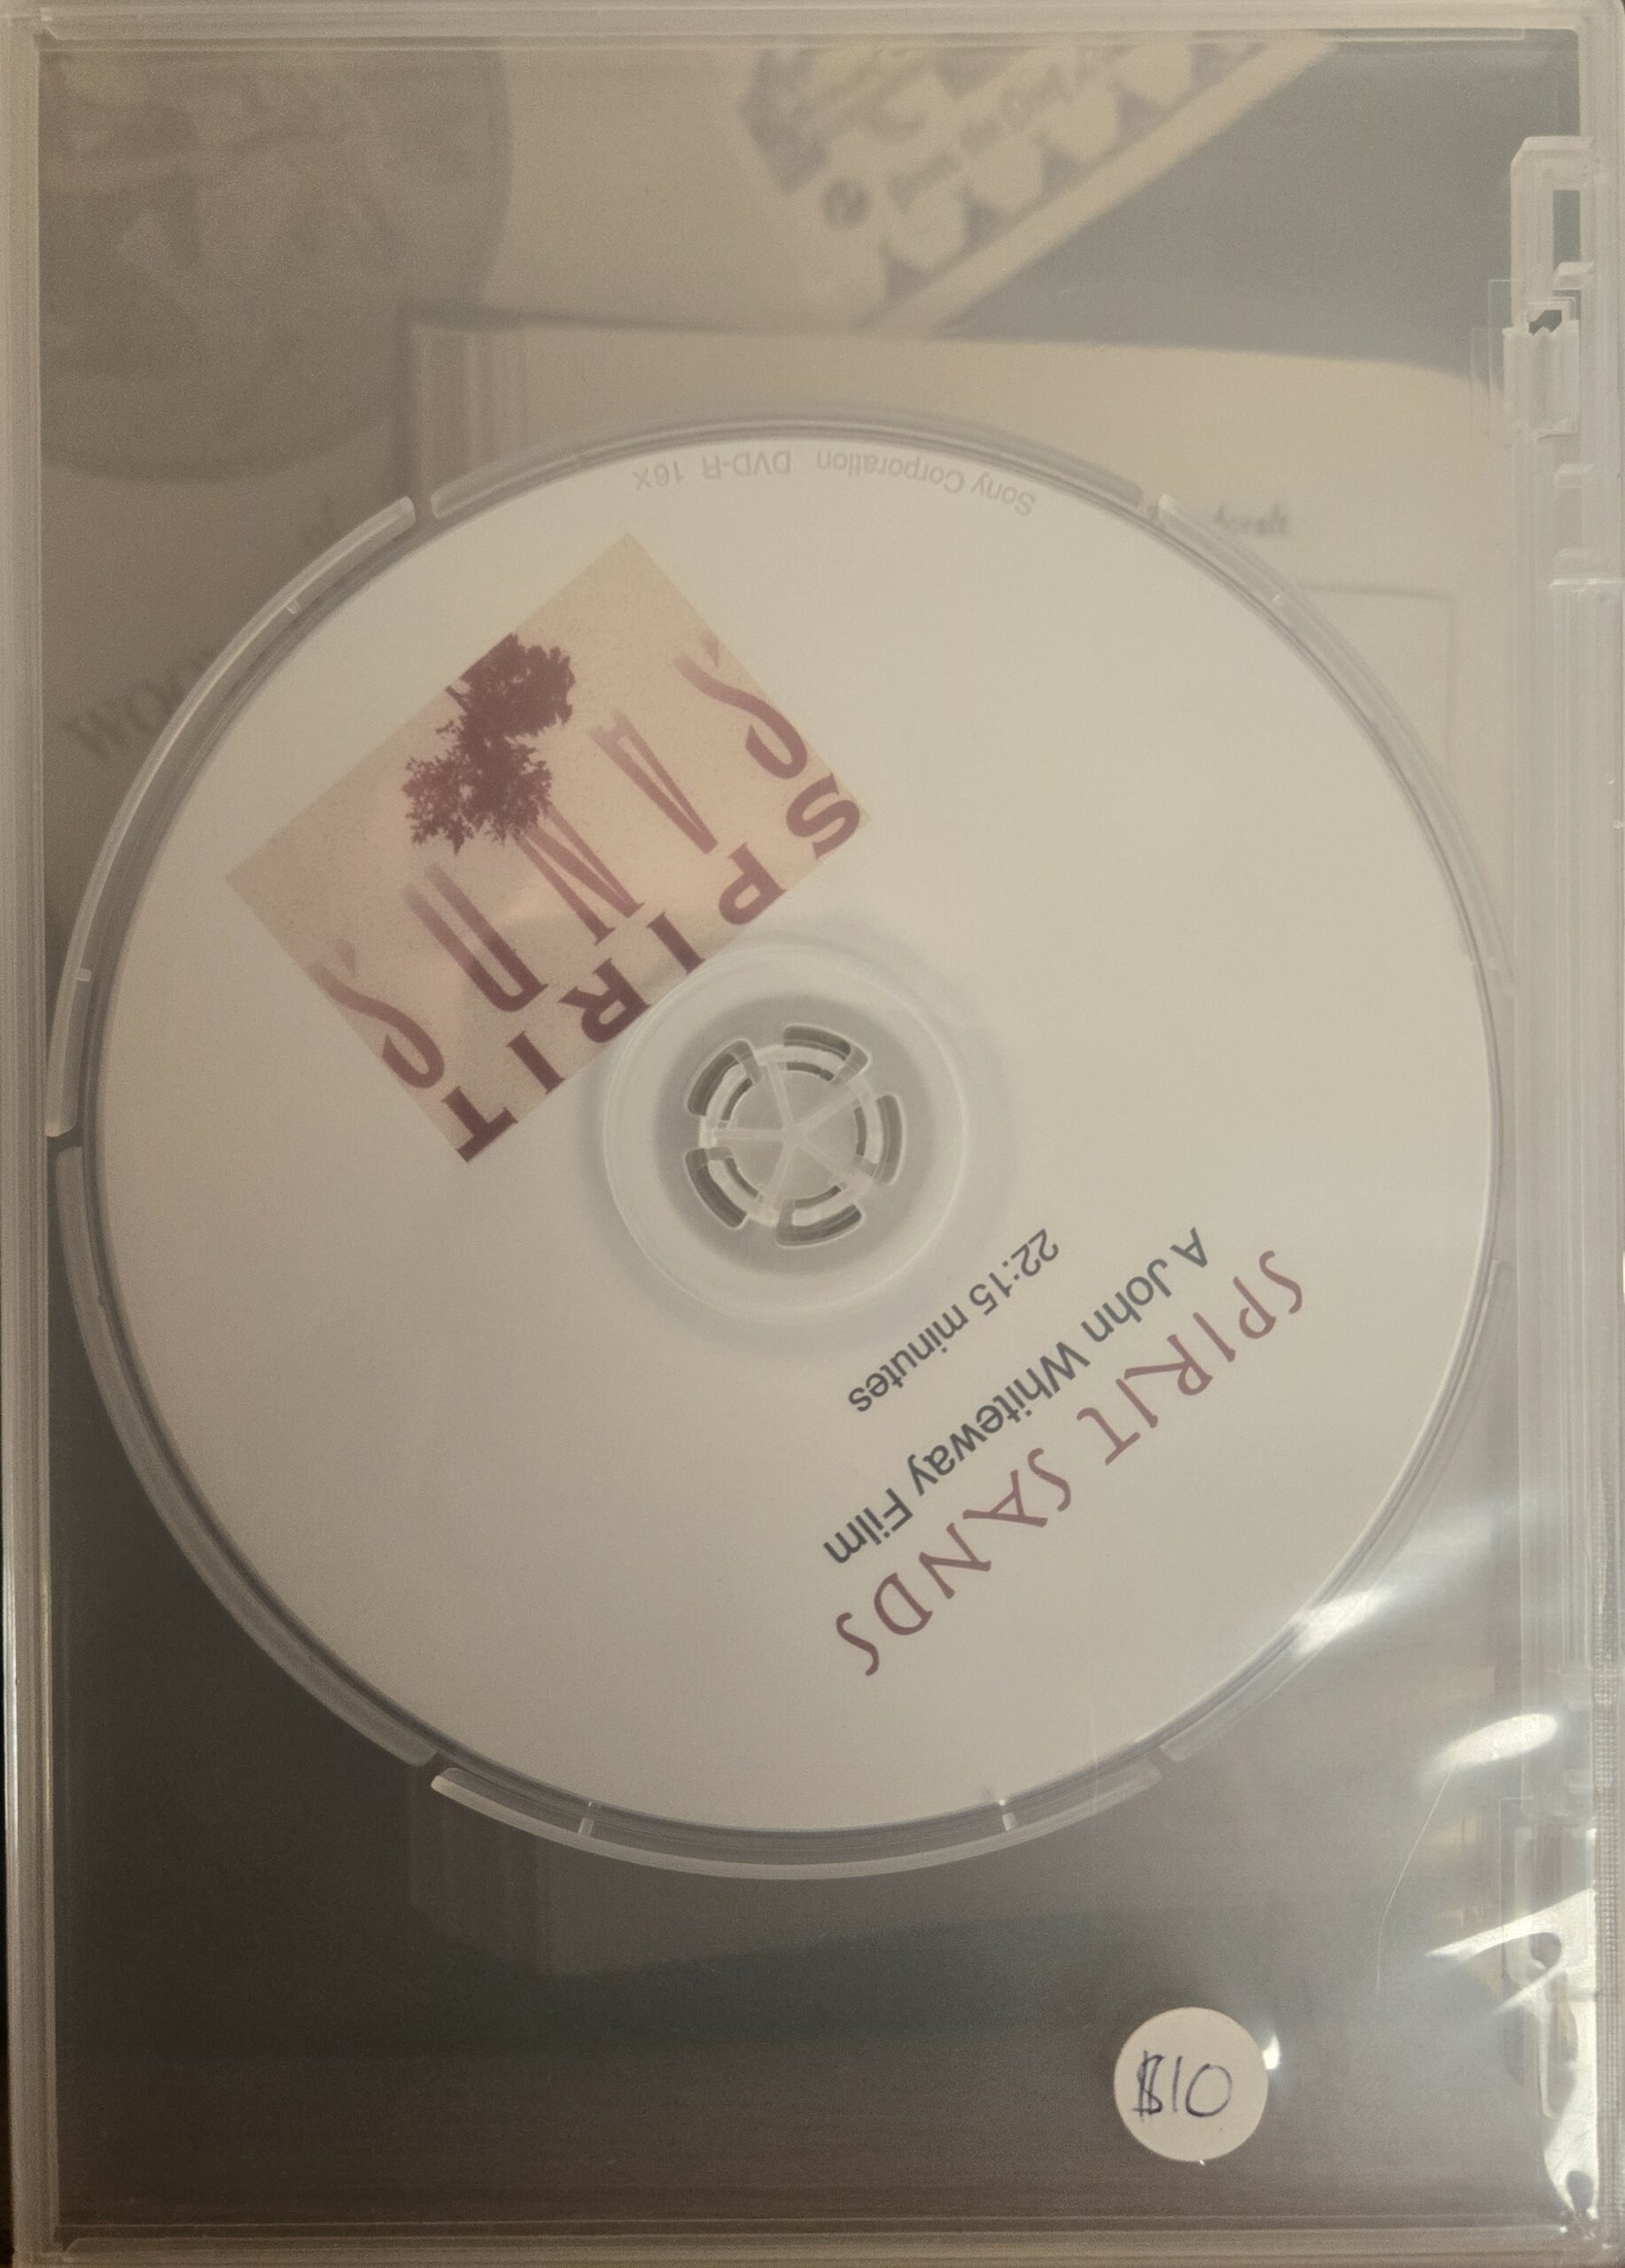 SPIRIT SANDS
A John Whiteway Film
22:15 minutes
SPIRIT
SANDS
Sony Corporation DVD-R 16X
$10